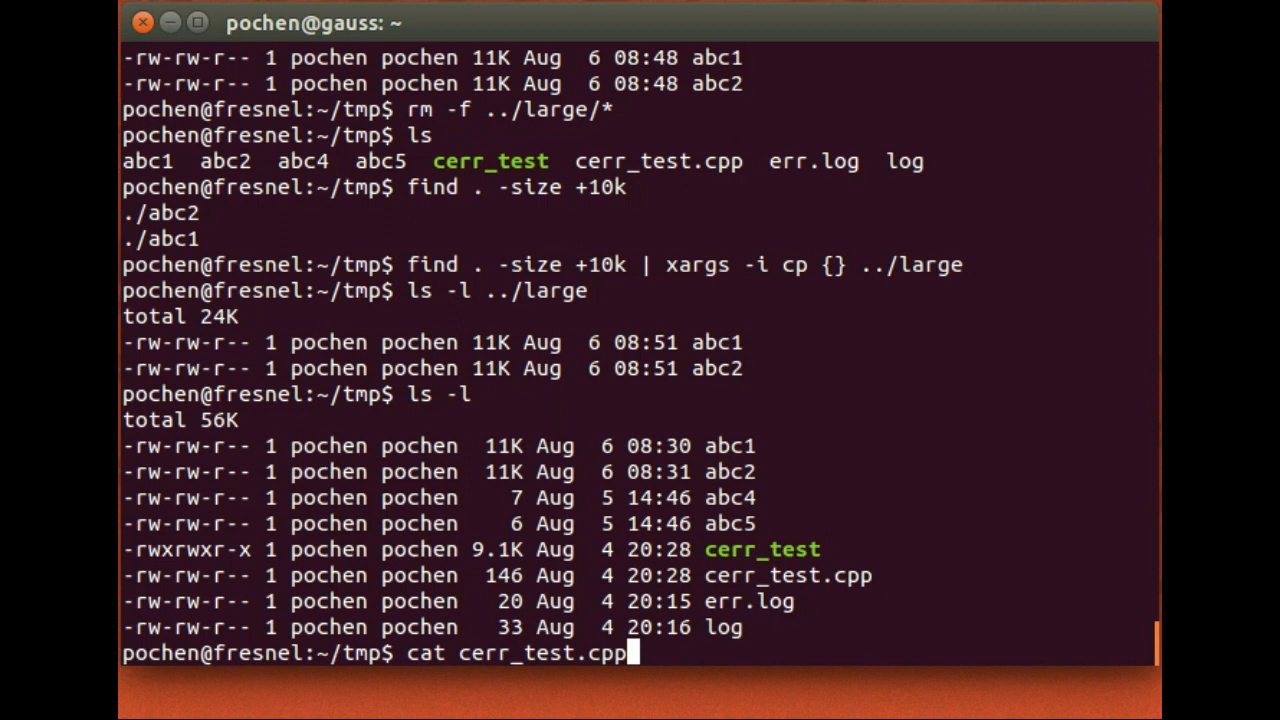 pochen@gauss: ~
-rw-rw-r-- 1 pochen pochen 11K Aug  6 08:48 abc1
-rw-rw-r-- 1 pochen pochen 11K Aug  6 08:48 abc2
pochen@fresnel:~/tmp$ rm -f ../large/*
pochen@fresnel:~/tmp$ ls
abc1  abc2  abc4  abc5  cerr_test  cerr_test.cpp  err.log  log
pochen@fresnel:~/tmp$ find . -size +10k
./abc2
./abc1
pochen@fresnel:~/tmp$ find . -size +10k | xargs -i cp {} ../large
pochen@fresnel:~/tmp$ ls -l ../large
total 24K
-rw-rw-r-- 1 pochen pochen 11K Aug  6 08:51 abc1
-rw-rw-r-- 1 pochen pochen 11K Aug  6 08:51 abc2
pochen@fresnel:~/tmp$ ls -l
total 56K
-rw-rw-r-- 1 pochen pochen  11K Aug  6 08:30 abc1
-rw-rw-r-- 1 pochen pochen  11K Aug  6 08:31 abc2
-rw-rw-r-- 1 pochen pochen    7 Aug  5 14:46 abc4
-rw-rw-r-- 1 pochen pochen    6 Aug  5 14:46 abc5
-rwxrwxr-x 1 pochen pochen 9.1K Aug  4 20:28 cerr_test
-rw-rw-r-- 1 pochen pochen  146 Aug  4 20:28 cerr_test.cpp
-rw-rw-r-- 1 pochen pochen   20 Aug  4 20:15 err.log
-rw-rw-r-- 1 pochen pochen   33 Aug  4 20:16 log
pochen@fresnel:~/tmp$ cat cerr_test.cpp